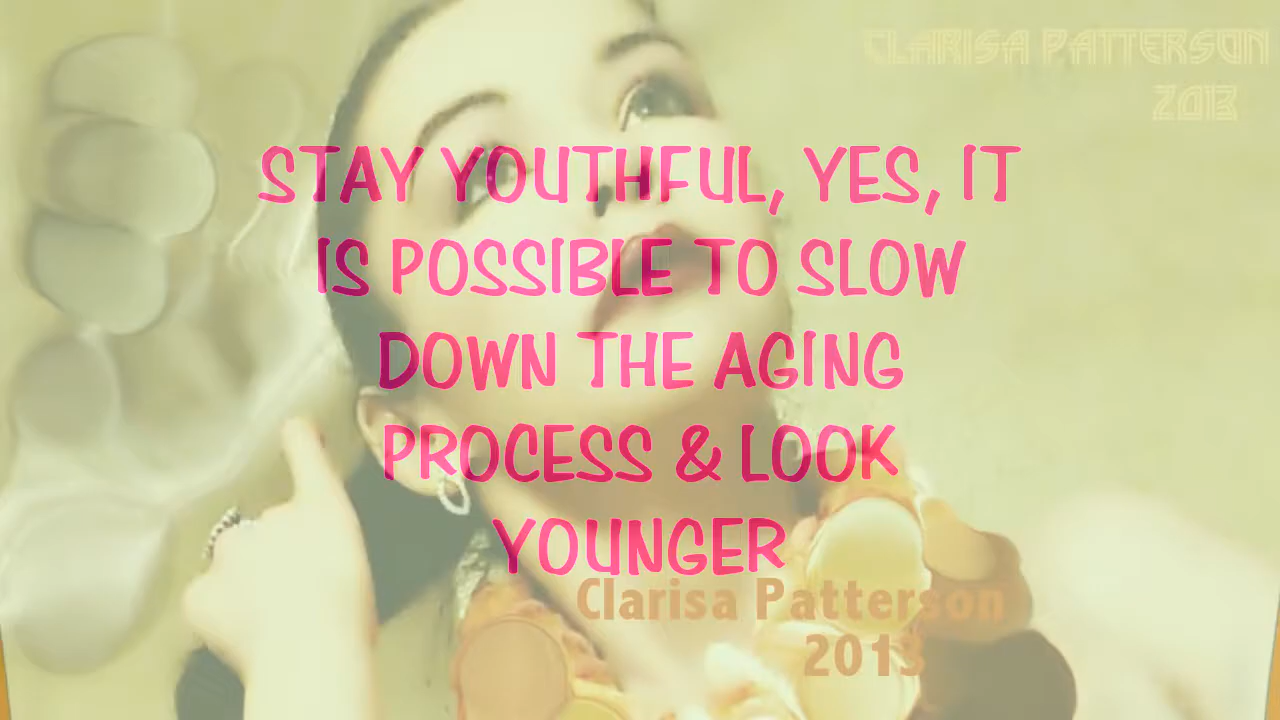 CLARISA PATTERSON
2013
STAY YOUTHFUL, YES, IT
IS POSSIBLE TO SLOW
DOWN THE AGING
PROCESS & LOOK
YOUNGER
Clarisa Patterson
2013